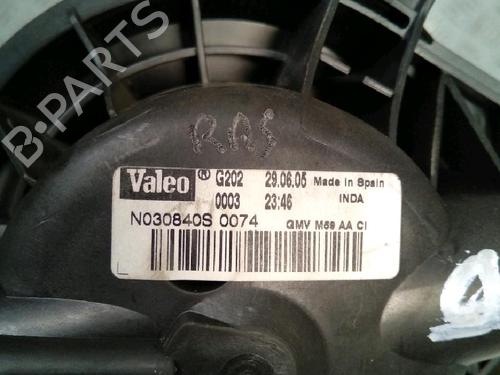 B-PARTS
RAS
Valeo ® G202 29.06.05 Made in Spain
0003 23:46 INDA
N030840S 0074 GMV M59 AA CI